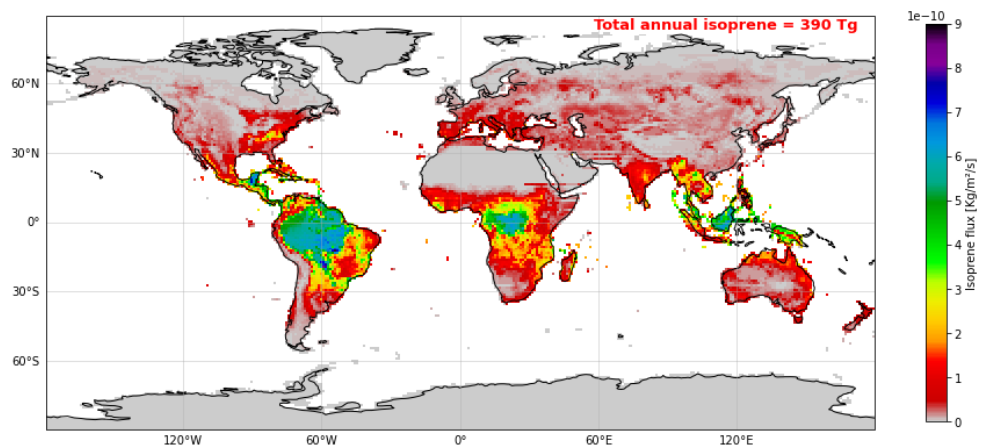 Total annual isoprene = 390 Tg
1e−10
9
8
7
6
5
4
3
2
1
0
Isoprene flux [Kg/m²/s]
60°N
30°N
0°
30°S
60°S
120°W
60°W
0°
60°E
120°E